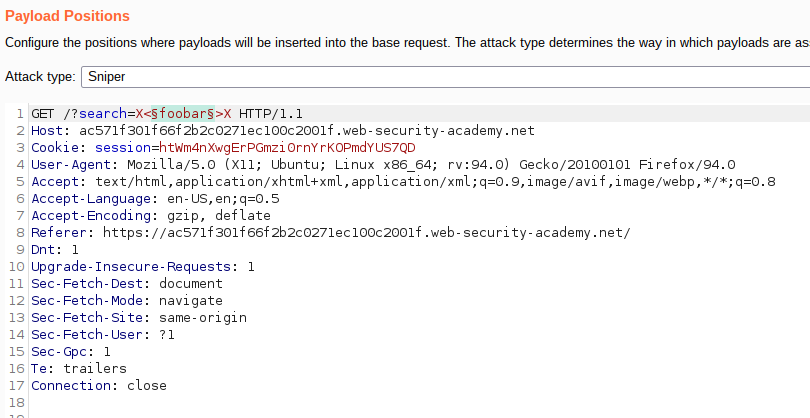 Payload Positions
Configure the positions where payloads will be inserted into the base request. The attack type determines the way in which payloads are as
Attack type: Sniper
1 GET /?search=X<§foobar§>X HTTP/1.1
2 Host: ac571f301f66f2b2c0271ec100c2001f.web-security-academy.net
3 Cookie: session=htWm4nXwgErPGmzi0rnYrKOPmdYUS7QD
4 User-Agent: Mozilla/5.0 (X11; Ubuntu; Linux x86_64; rv:94.0) Gecko/20100101 Firefox/94.0
5 Accept: text/html,application/xhtml+xml,application/xml;q=0.9,image/avif,image/webp,*/*;q=0.8
6 Accept-Language: en-US,en;q=0.5
7 Accept-Encoding: gzip, deflate
8 Referer: https://ac571f301f66f2b2c0271ec100c2001f.web-security-academy.net/
9 Dnt: 1
10 Upgrade-Insecure-Requests: 1
11 Sec-Fetch-Dest: document
12 Sec-Fetch-Mode: navigate
13 Sec-Fetch-Site: same-origin
14 Sec-Fetch-User: ?1
15 Sec-Gpc: 1
16 Te: trailers
17 Connection: close
18